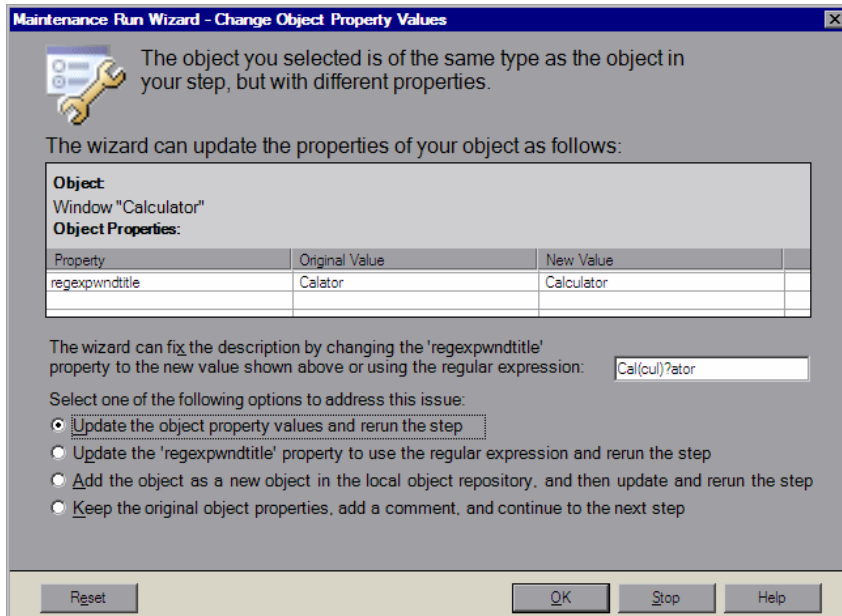 Maintenance Run Wizard - Change Object Property Values
The object you selected is of the same type as the object in
your step, but with different properties.
The wizard can update the properties of your object as follows:
Object:
Window "Calculator"
Object Properties:
Property Original Value New Value
regexpwndtitle Calator Calculator
The wizard can fix the description by changing the 'regexpwndtitle'
property to the new value shown above or using the regular expression: Cal(cul)?ator
Select one of the following options to address this issue:
Update the object property values and rerun the step
Update the 'regexpwndtitle' property to use the regular expression and rerun the step
Add the object as a new object in the local object repository, and then update and rerun the step
Keep the original object properties, add a comment, and continue to the next step
Reset OK Stop Help